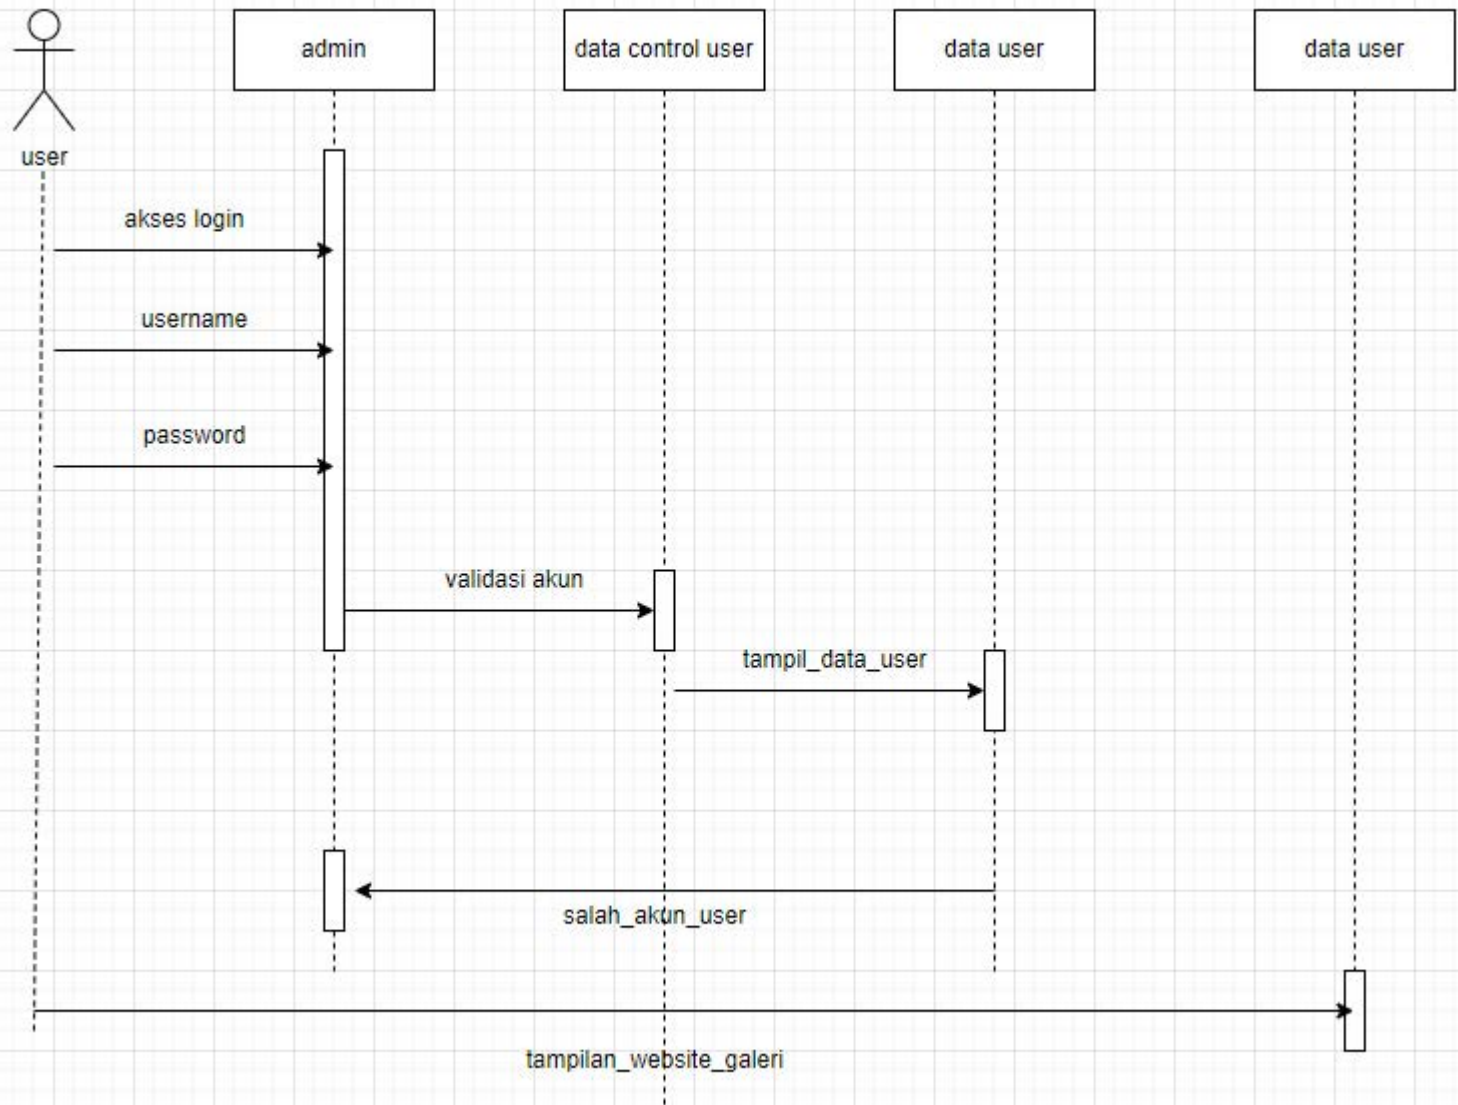 admin
data control user
data user
data user
user
akses login
username
password
validasi akun
tampil_data_user
salah_akun_user
tampilan_website_galeri